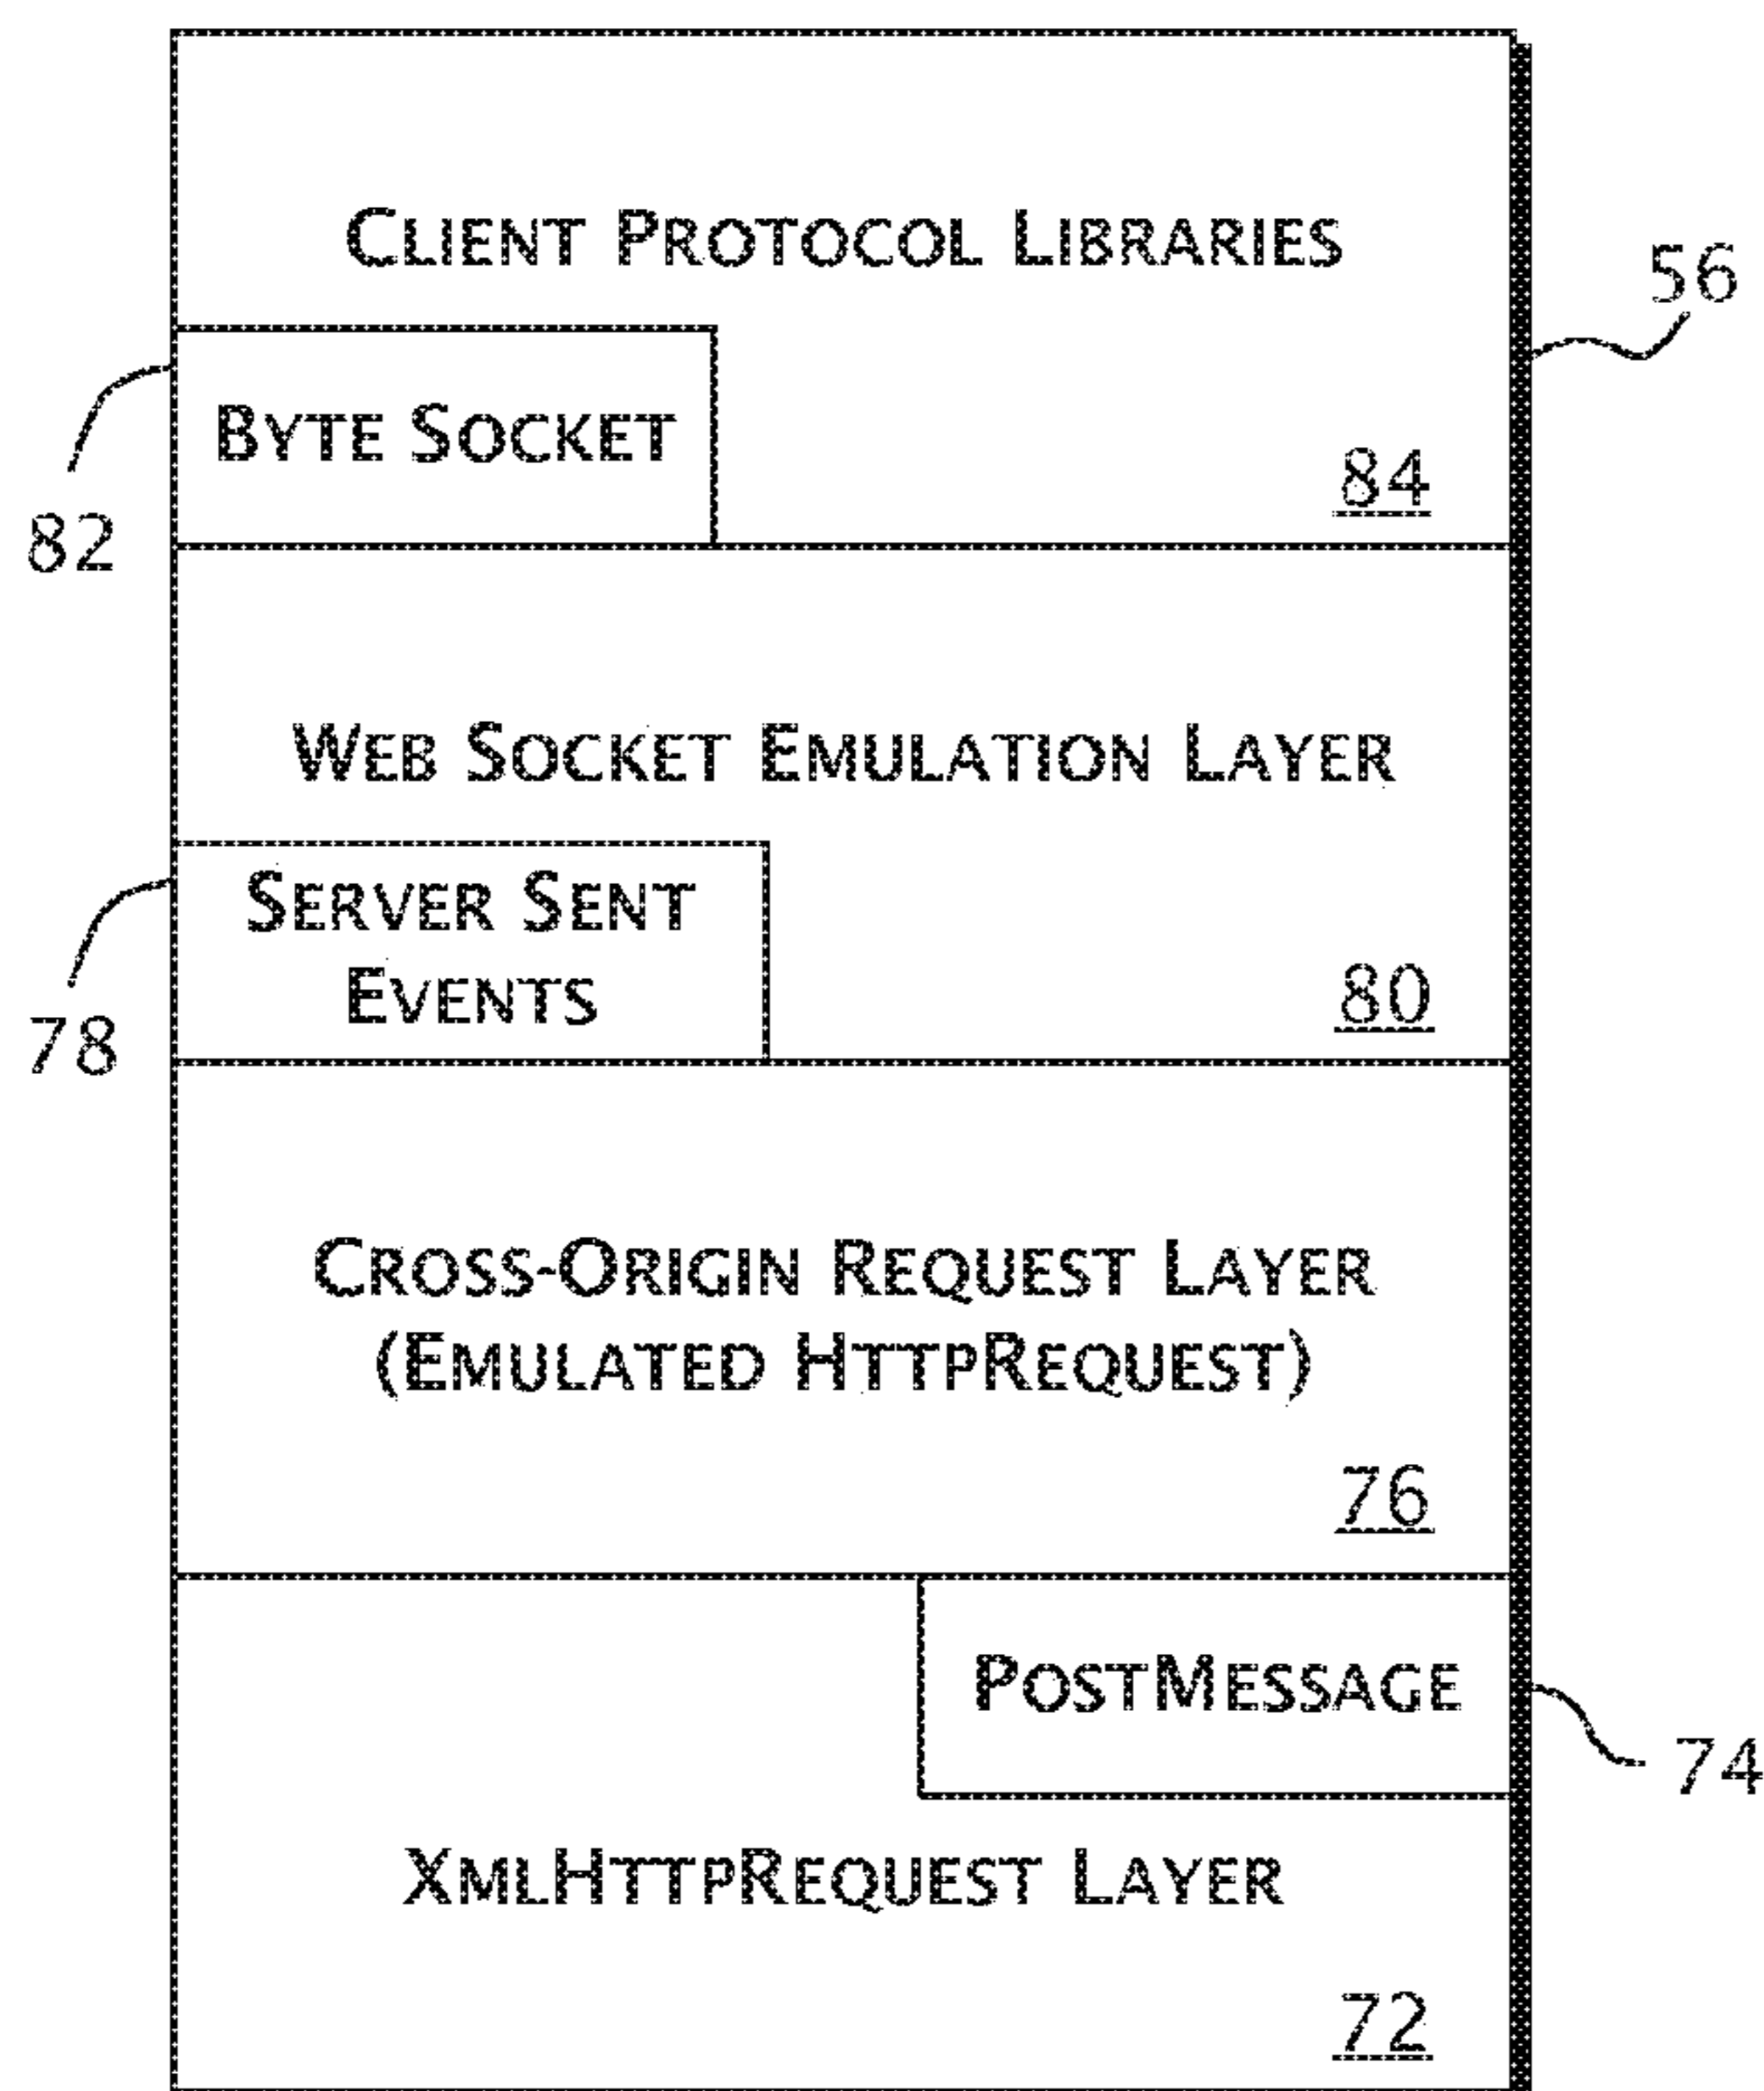 CLIENT PROTOCOL LIBRARIES
56
BYTE SOCKET
84
82
WEB SOCKET EMULATION LAYER
SERVER SENT
EVENTS
80
78
CROSS-ORIGIN REQUEST LAYER
(EMULATED HTTPREQUEST)
76
POSTMESSAGE
74
XMLHTTPREQUEST LAYER
72